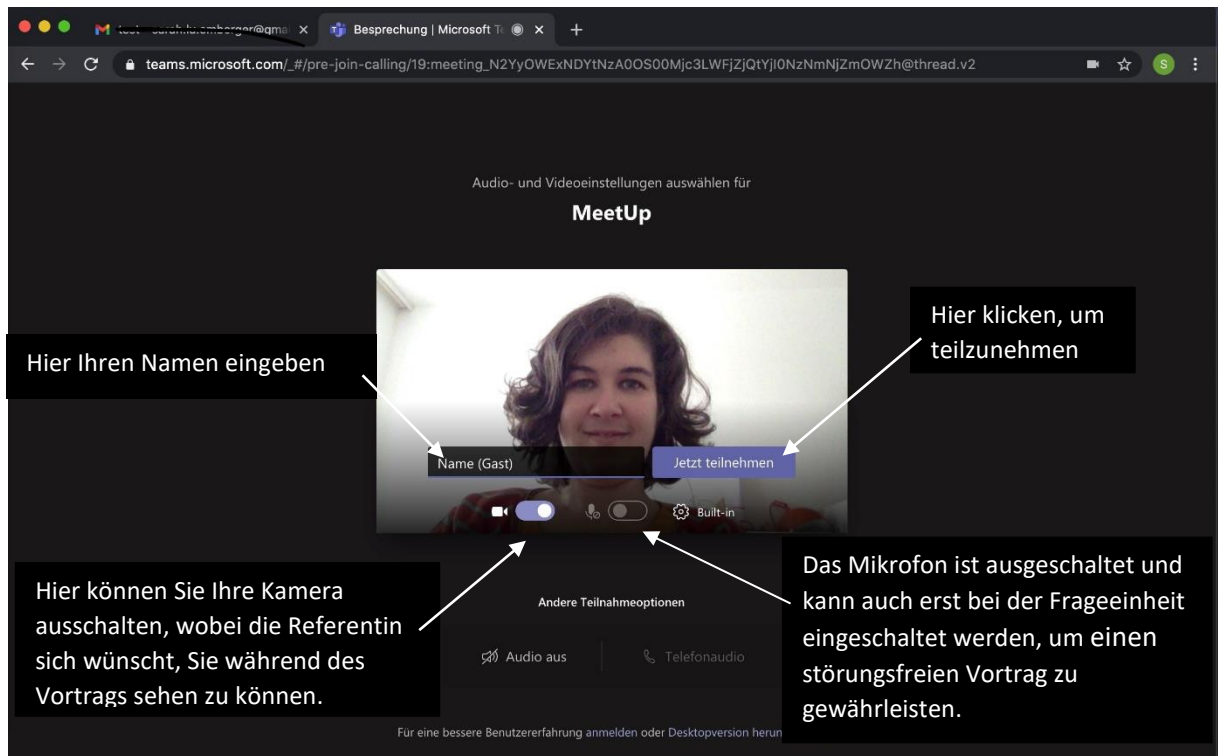 Besprechung | Microsoft Te
teams.microsoft.com/_#/pre-join-calling/19:meeting_N2YyOWExNDYtNzA0OS00Mjc3LWFjZjQtYjI0NzNmNjZmOWZh@thread.v2
S
Audio- und Videoeinstellungen auswählen für
MeetUp
Hier klicken, um
teilzunehmen
Hier Ihren Namen eingeben
Name (Gast)
Jetzt teilnehmen
Built-in
Hier können Sie Ihre Kamera
ausschalten, wobei die Referentin
sich wünscht, Sie während des
Vortrags sehen zu können.
Andere Teilnahmeoptionen
Audio aus
Telefonaudio
Das Mikrofon ist ausgeschaltet und
kann auch erst bei der Frageeinheit
eingeschaltet werden, um einen
störungsfreien Vortrag zu
gewährleisten.
Für eine bessere Benutzererfahrung anmelden oder Desktopversion herun